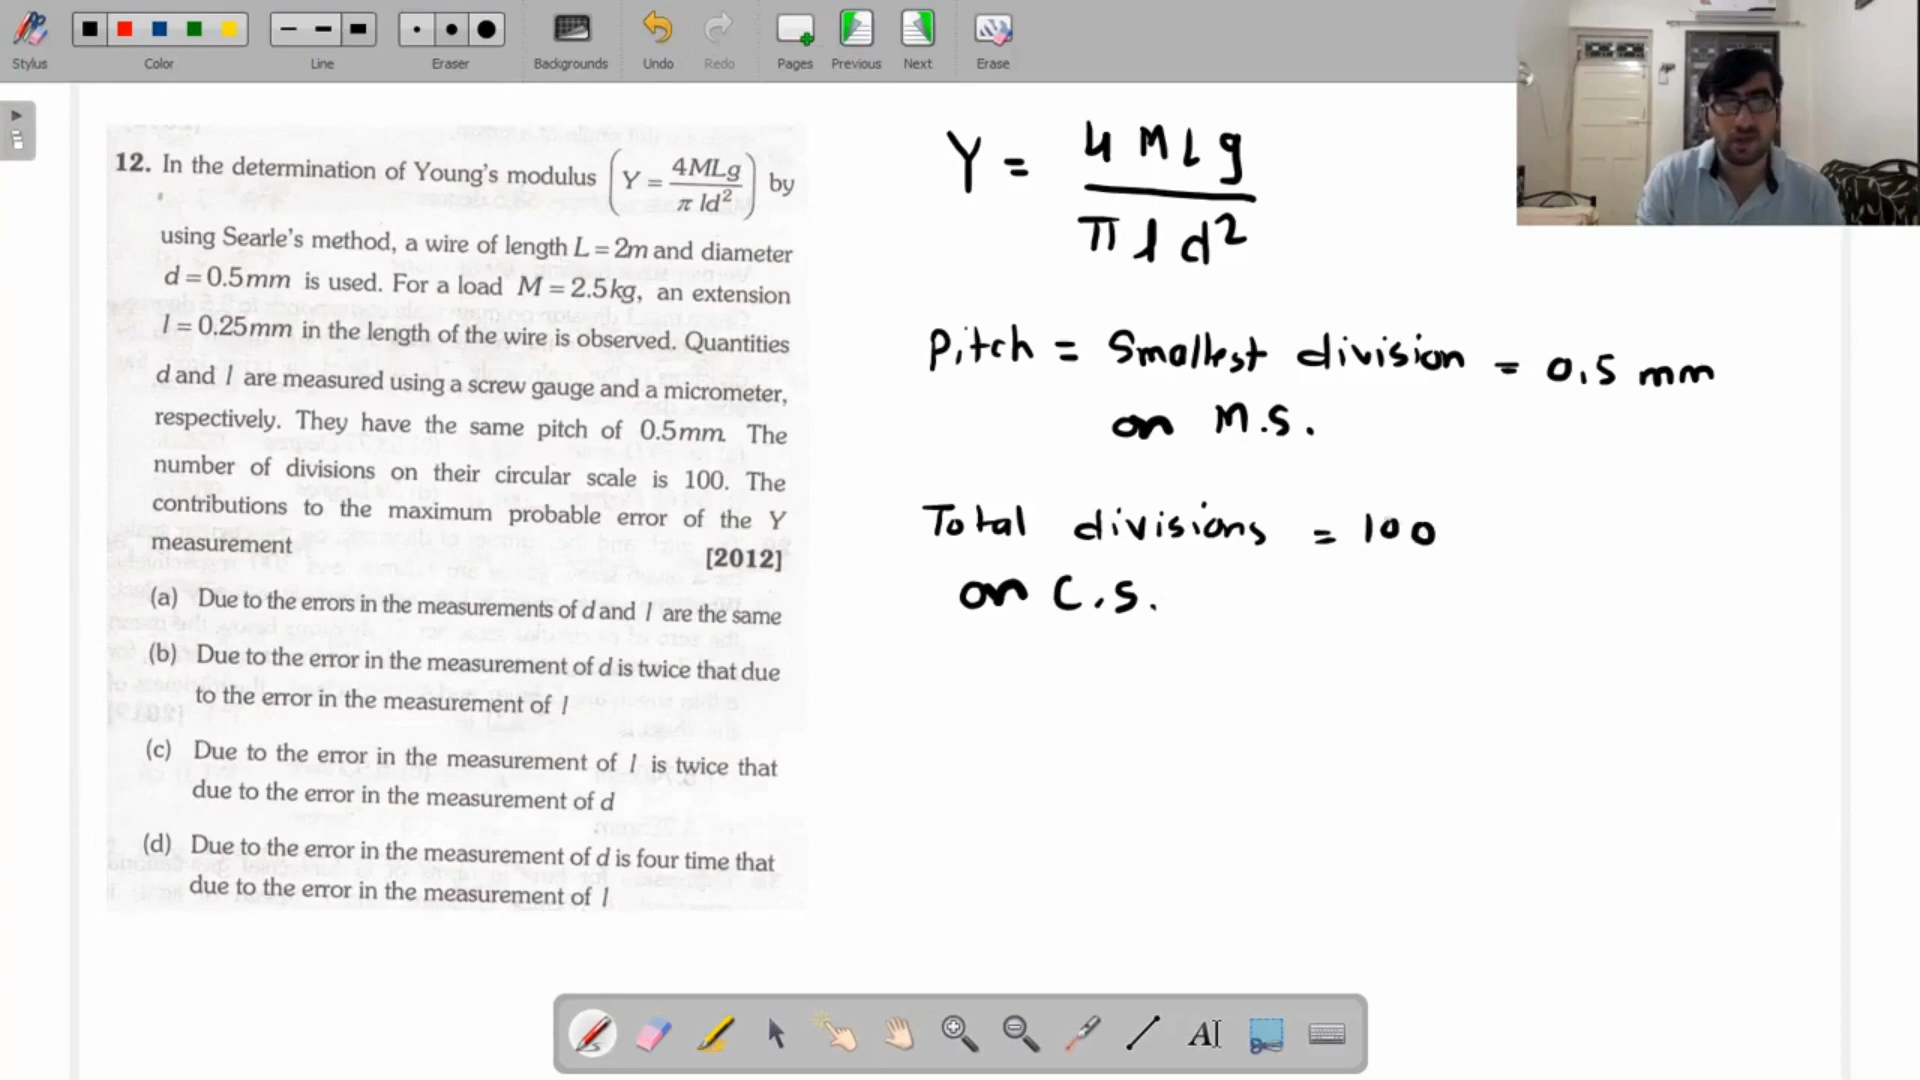 Stylus
Color
Line
Eraser
Backgrounds
Undo
Redo
Pages
Previous
Next
Erase
12. In the determination of Young's modulus (Y = 4MLg / π ld²) by
using Searle's method, a wire of length L = 2m and diameter
d = 0.5mm is used. For a load M = 2.5kg, an extension
l = 0.25mm in the length of the wire is observed. Quantities
d and l are measured using a screw gauge and a micrometer,
respectively. They have the same pitch of 0.5mm. The
number of divisions on their circular scale is 100. The
contributions to the maximum probable error of the Y
measurement [2012]
(a) Due to the errors in the measurements of d and l are the same
(b) Due to the error in the measurement of d is twice that due
to the error in the measurement of l
(c) Due to the error in the measurement of l is twice that
due to the error in the measurement of d
(d) Due to the error in the measurement of d is four time that
due to the error in the measurement of l
Y = 4 M L g
π l d²
Pitch = Smallest division = 0.5 mm
on M.S.
Total divisions = 100
on C.S.
AI